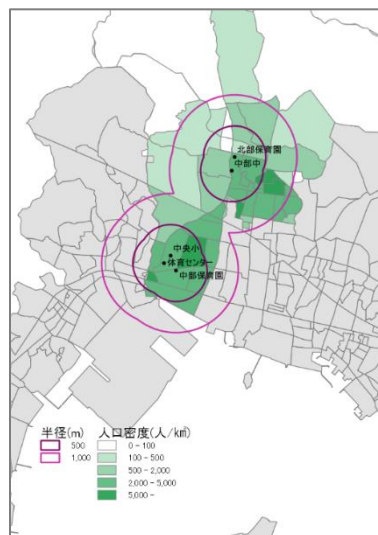 北部保育園
中部中
中央小
体育センター
中部保育園
半径(m) 人口密度(人/k㎡)
500 0-100
1,000 100-500
500-2,000
2,000-5,000
5,000-